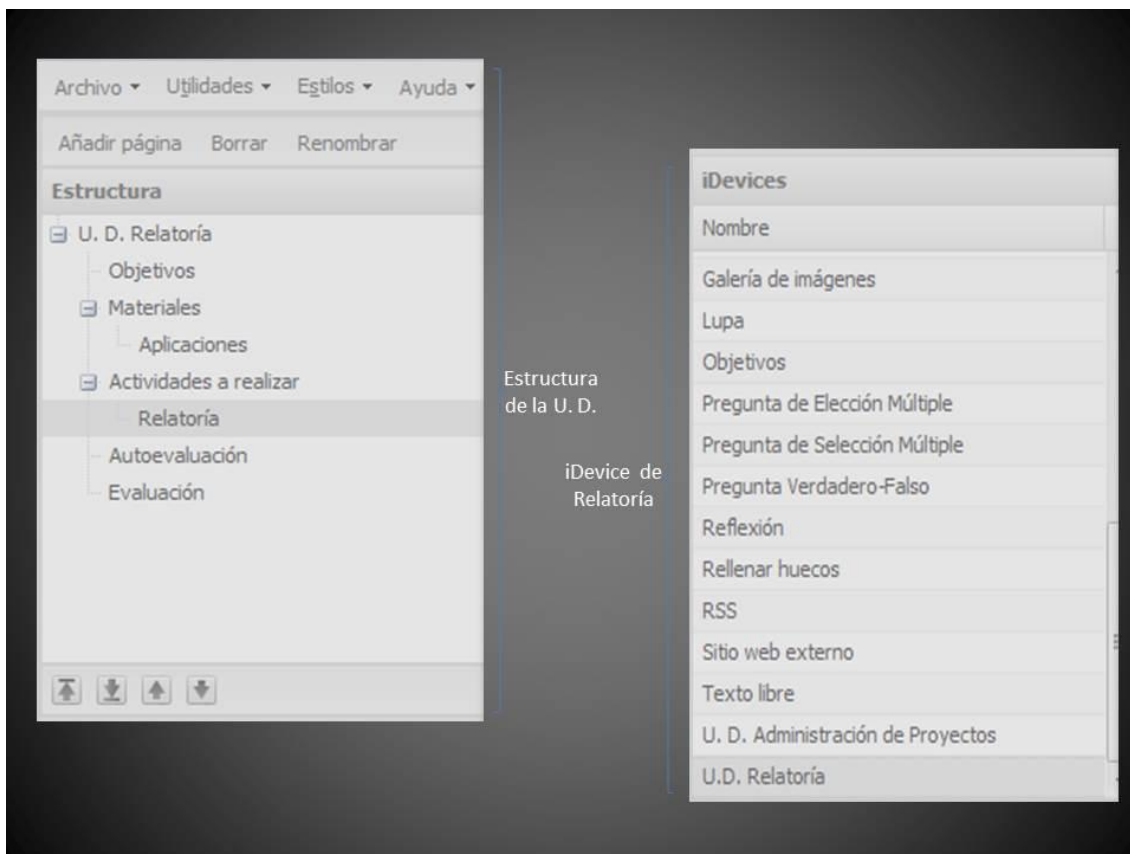 Archivo Utilidades Estilos Ayuda
Añadir página Borrar Renombrar
Estructura
U. D. Relatoría
Objetivos
Materiales
Aplicaciones
Actividades a realizar
Relatoría
Autoevaluación
Evaluación
Estructura
de la U. D.
iDevice de
Relatoría
iDevices
Nombre
Galería de imágenes
Lupa
Objetivos
Pregunta de Elección Múltiple
Pregunta de Selección Múltiple
Pregunta Verdadero-Falso
Reflexión
Rellenar huecos
RSS
Sitio web externo
Texto libre
U. D. Administración de Proyectos
U.D. Relatoría